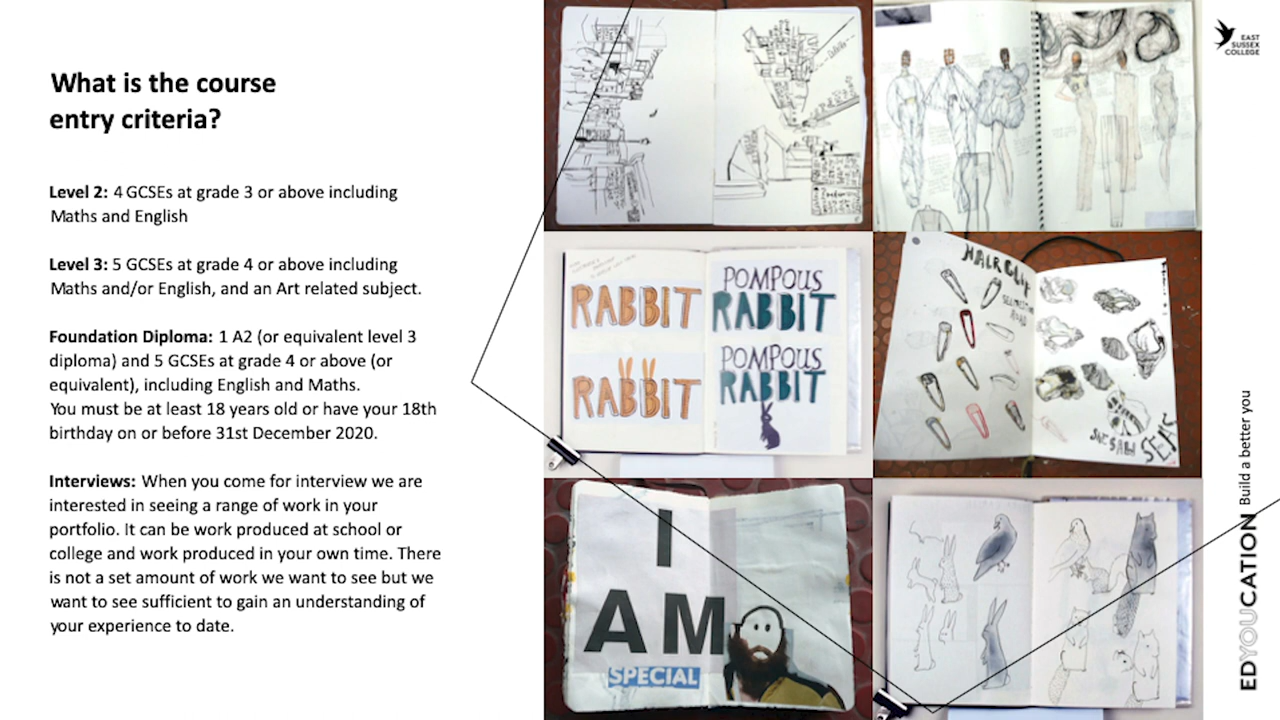 What is the course
entry criteria?
Level 2: 4 GCSEs at grade 3 or above including
Maths and English
Level 3: 5 GCSEs at grade 4 or above including
Maths and/or English, and an Art related subject.
Foundation Diploma: 1 A2 (or equivalent level 3
diploma) and 5 GCSEs at grade 4 or above (or
equivalent), including English and Maths.
You must be at least 18 years old or have your 18th
birthday on or before 31st December 2020.
Interviews: When you come for interview we are
interested in seeing a range of work in your
portfolio. It can be work produced at school or
college and work produced in your own time. There
is not a set amount of work we want to see but we
want to see sufficient to gain an understanding of
your experience to date.
RABBIT
RABBIT
POMPOUS
RABBIT
POMPOUS
RABBIT
HAIR CLIP
I
AM
SPECIAL
EAST
SUSSEX
COLLEGE
EDYOUCATION Build a better you